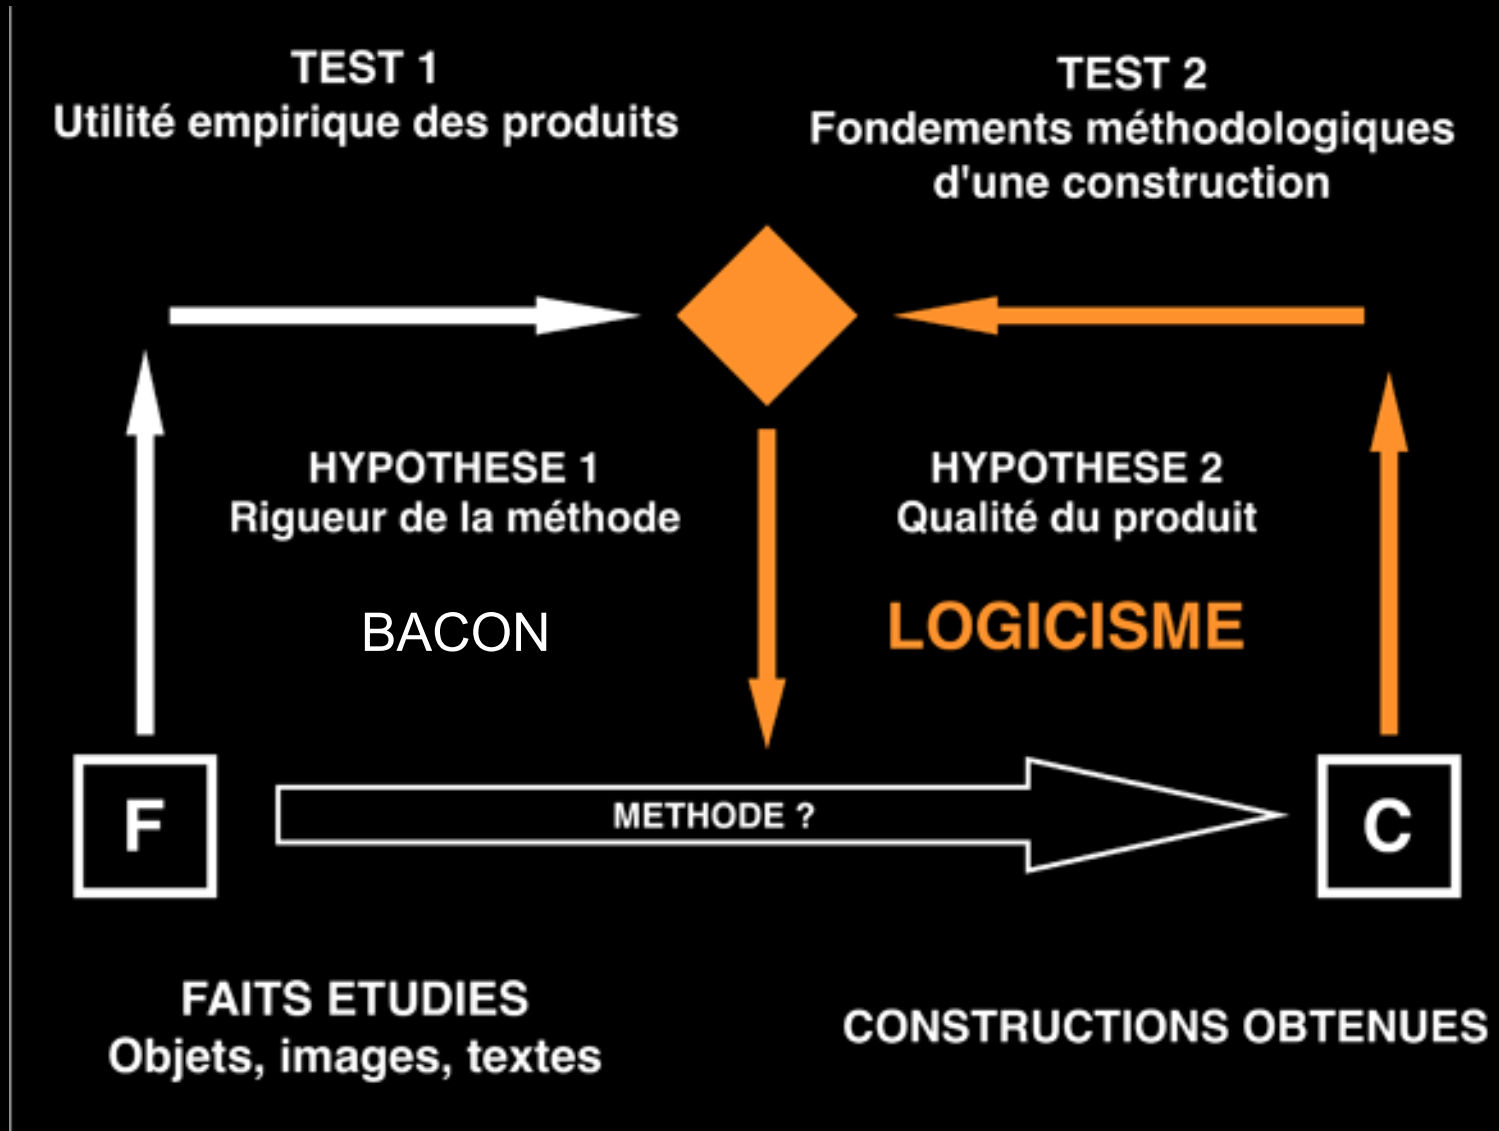 TEST 1
Utilité empirique des produits
TEST 2
Fondements méthodologiques
d'une construction
HYPOTHESE 1
Rigueur de la méthode
BACON
HYPOTHESE 2
Qualité du produit
LOGICISME
F
METHODE ?
C
FAITS ETUDIES
Objets, images, textes
CONSTRUCTIONS OBTENUES